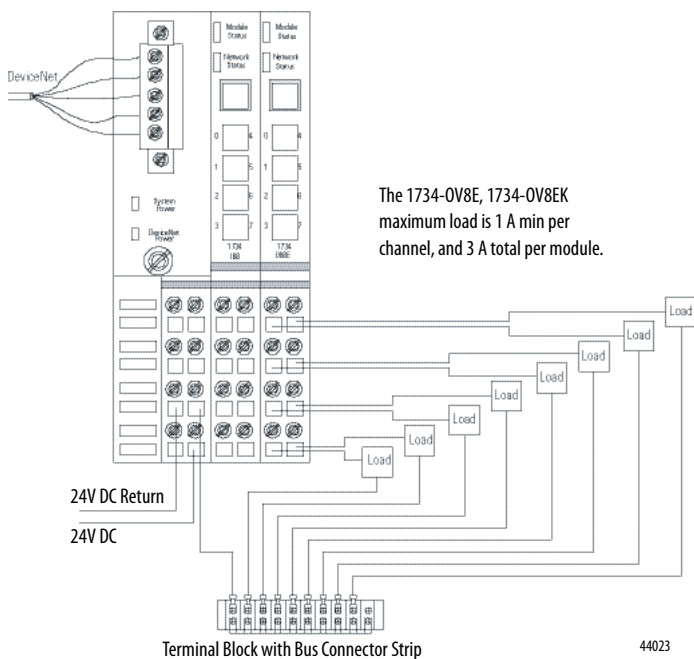 Module
Status
Module
Status
Network
Status
Network
Status
DeviceNet
0 4
0 4
1 5
1 5
2 6
2 6
3 7
3 7
System
Power
DeviceNet
Power
1734
IB8
1734
OB8E
The 1734-OV8E, 1734-OV8EK
maximum load is 1 A min per
channel, and 3 A total per module.
Load
Load
Load
Load
Load
Load
Load
Load
24V DC Return
24V DC
Terminal Block with Bus Connector Strip
44023